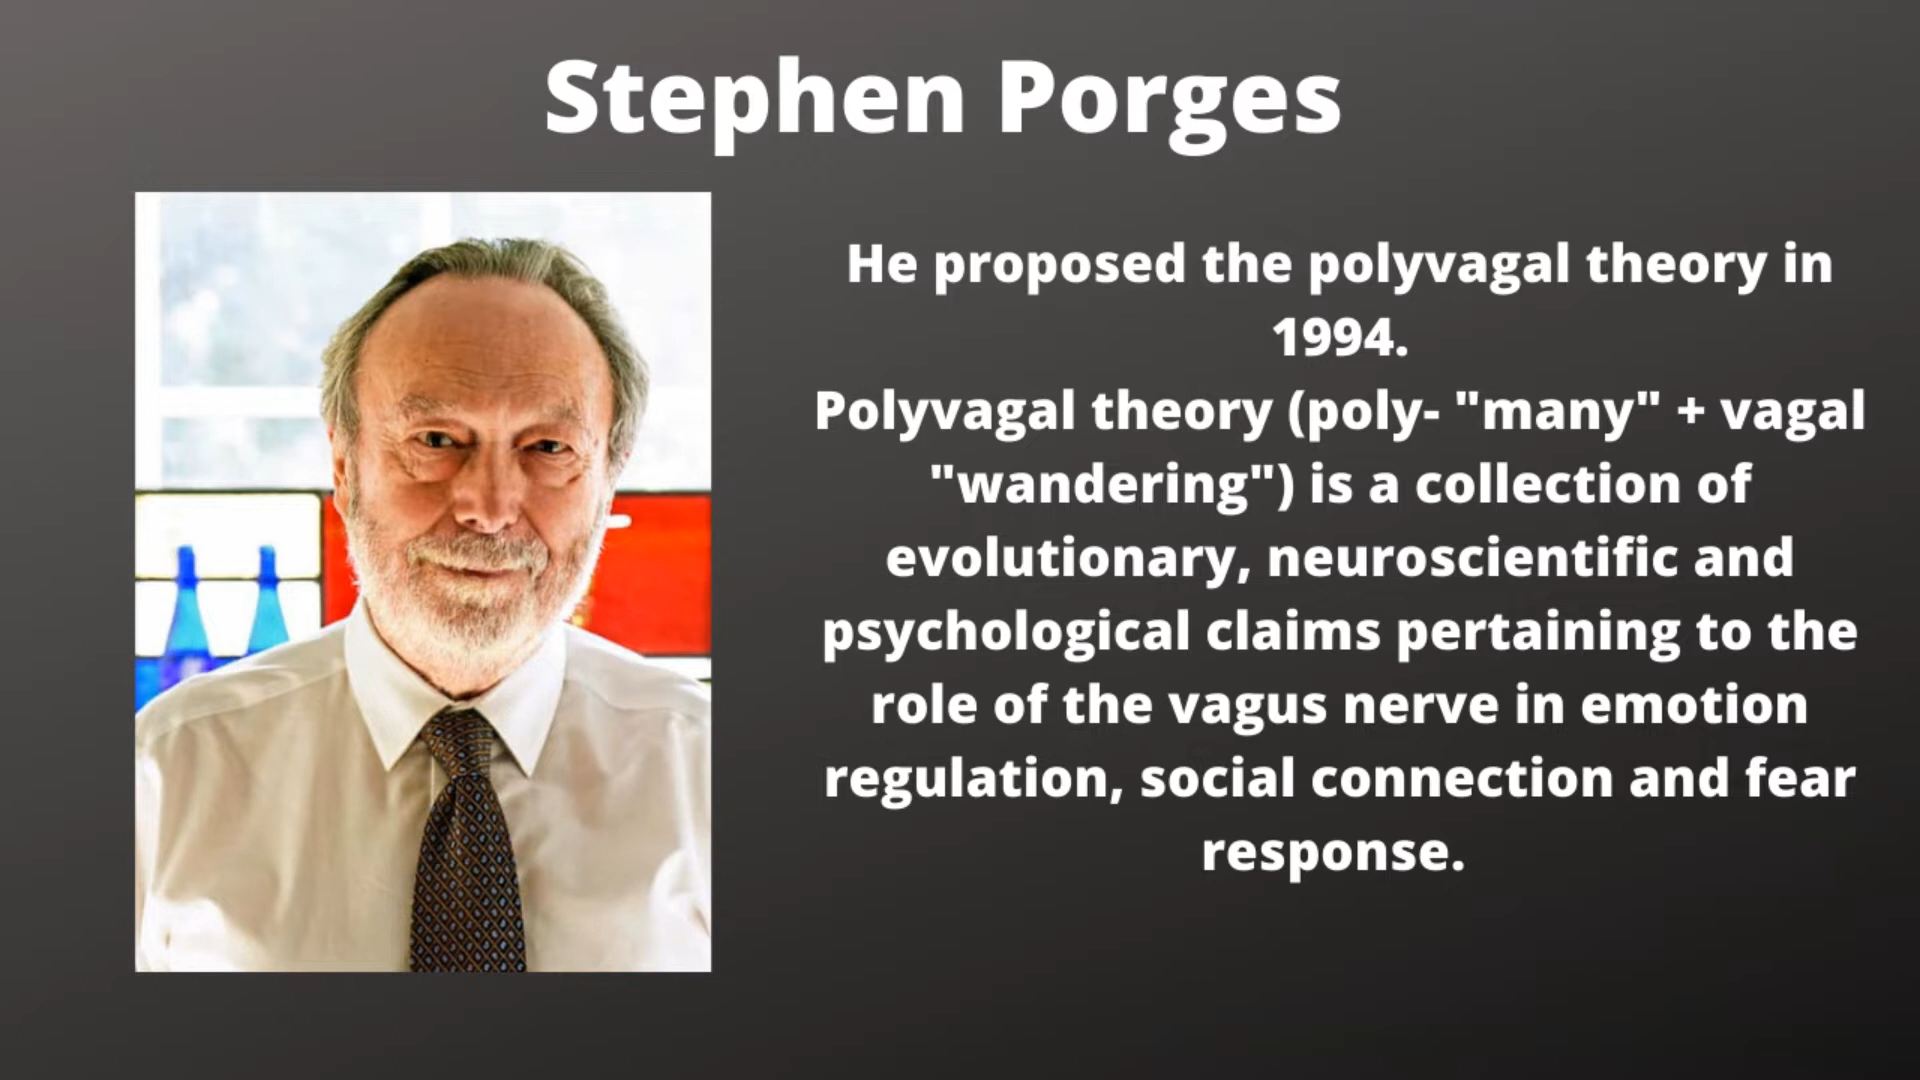 Stephen Porges
He proposed the polyvagal theory in
1994.
Polyvagal theory (poly- "many" + vagal
"wandering") is a collection of
evolutionary, neuroscientific and
psychological claims pertaining to the
role of the vagus nerve in emotion
regulation, social connection and fear
response.